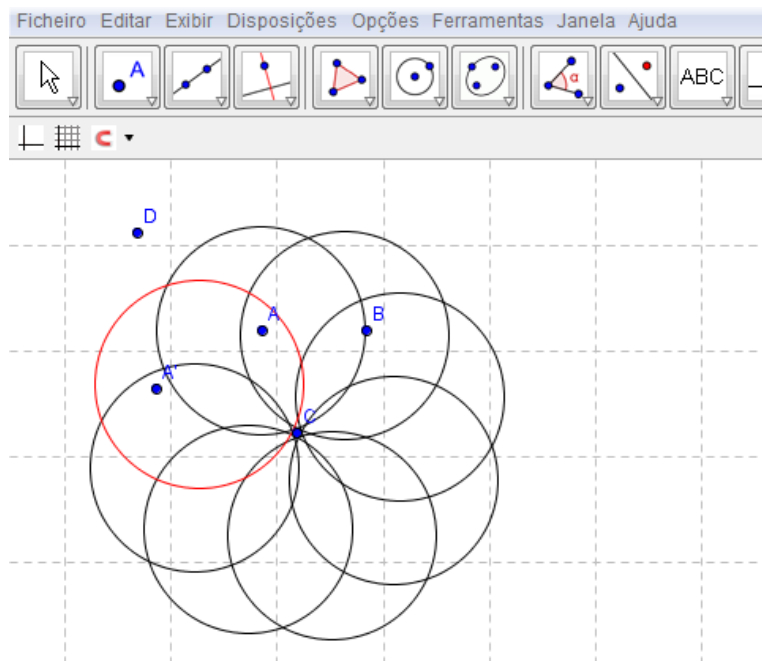 Ficheiro Editar Exibir Disposições Opções Ferramentas Janela Ajuda
A α ABC
D
A B
A'
C